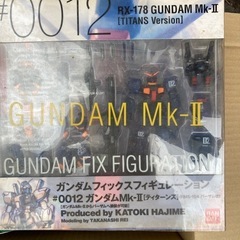 #0012
RX-178 GUNDAM Mk-II
[TITANS Version]
GUNDAM Mk-II
GUNDAM FIX FIGURATION
ガンダムフィックスフィギュレーション
#0012 ガンダムMk-II[ティターンズ]
Produced by KATOKI HAJIME
Modeling by TAKAHASHI REI
BANDAI